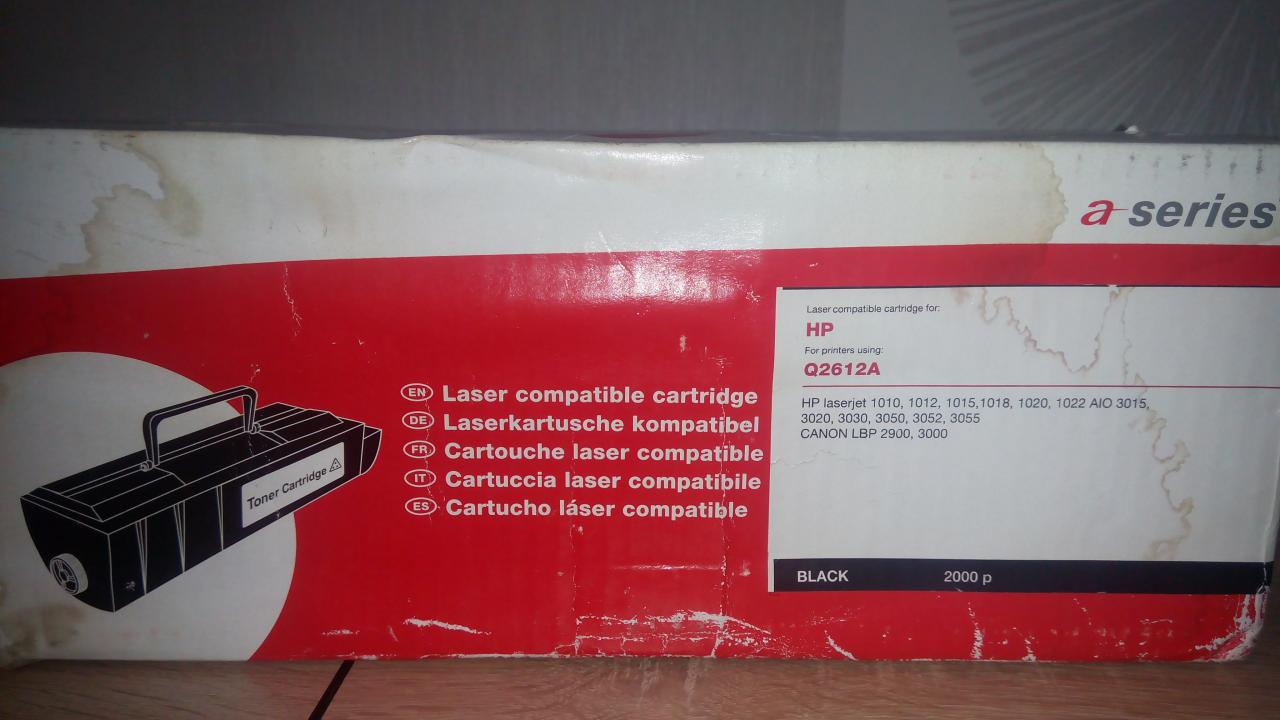 a-series
Laser compatible cartridge for:
HP
For printers using:
Q2612A
HP laserjet 1010, 1012, 1015,1018, 1020, 1022 AIO 3015,
3020, 3030, 3050, 3052, 3055
CANON LBP 2900, 3000
BLACK 2000 p
EN Laser compatible cartridge
DE Laserkartusche kompatibel
FR Cartouche laser compatible
IT Cartuccia laser compatibile
ES Cartucho láser compatible
Toner Cartridge